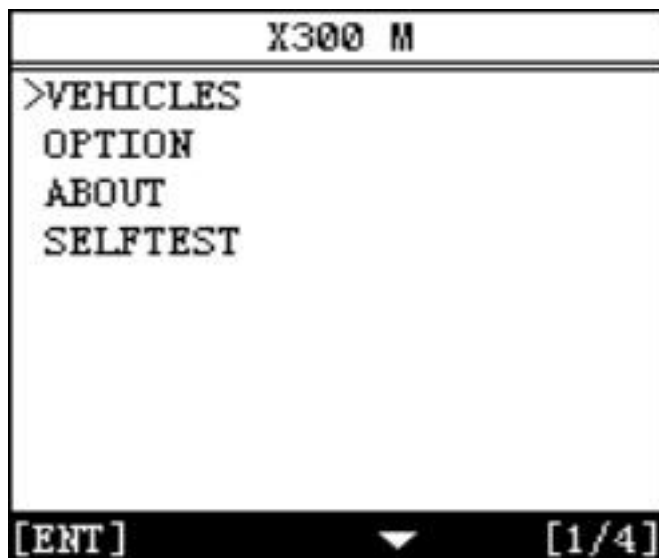 X300 M
>VEHICLES
OPTION
ABOUT
SELFTEST
[ENT] [1/4]